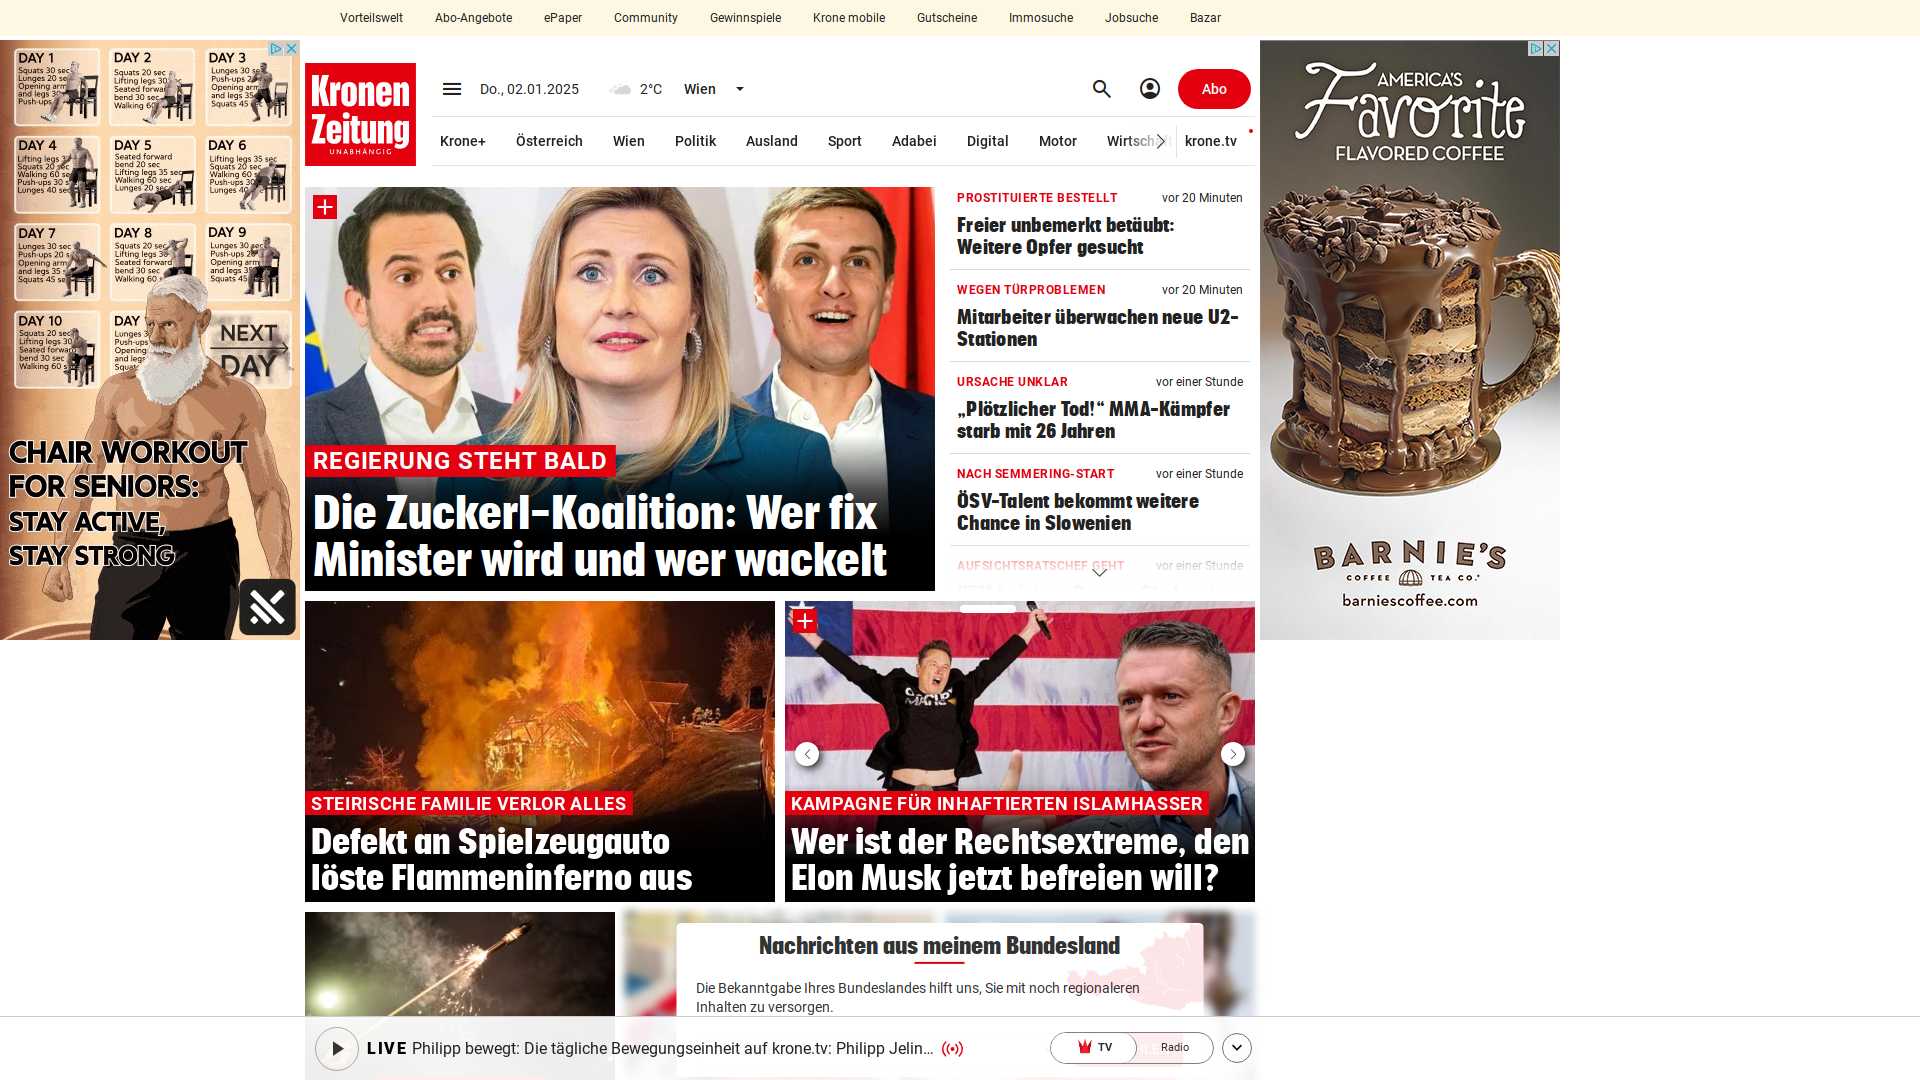 Vorteilswelt
Abo-Angebote
ePaper
Community
Gewinnspiele
Krone mobile
Gutscheine
Immosuche
Jobsuche
Bazar
DAY 1
Squats 30 sec
Lunges 20 sec
Opening arm
and legs 35 s
Push-ups
DAY 2
Squats 20 sec
Lifting legs 30
Seated forward
bend 30 sec
Walking 60
DAY 3
Lunges 30 sec
Push-ups 2
Opening arm
and legs 35 s
Squats 45 s
DAY 4
Lifting legs 3
Squats 20 sec
Walking 60 s
Push-ups 30 s
Lunges 40 sec
DAY 5
Seated forward
bend 20 sec
Lifting legs 35
Squats 50 sec
Lunges 20 sec
DAY 6
Lifting legs 35 sec
Squats 20 sec
Walking 60
Push-ups
Lunges
DAY 7
Lunges 30 sec
Push-ups 20 s
Opening arm
and legs 35 s
Squats 45 se
DAY 8
Squats 20 sec
Lifting legs
Seated forward
bend 30 sec
Walking 60
DAY 9
Squats 30 sec
Lunges 20 sec
Opening arm
and legs 35 s
Push-ups
DAY 10
Squats 20 sec
Lifting legs 30
Seated forward
bend 30 sec
Walking 60 s
DAY
Lunges 3
Push-ups
Opening
and legs
Squat
NEXT
DAY
CHAIR WORKOUT
FOR SENIORS:
STAY ACTIVE,
STAY STRONG
Kronen
Zeitung
UNABHÄNGIG
Do., 02.01.2025
2°C
Wien
Abo
Krone+
Österreich
Wien
Politik
Ausland
Sport
Adabei
Digital
Motor
Wirtsch
krone.tv
REGIERUNG STEHT BALD
Die Zuckerl-Koalition: Wer fix
Minister wird und wer wackelt
PROSTITUIERTE BESTELLT
vor 20 Minuten
Freier unbemerkt betäubt:
Weitere Opfer gesucht
WEGEN TÜRPROBLEMEN
vor 20 Minuten
Mitarbeiter überwachen neue U2-
Stationen
URSACHE UNKLAR
vor einer Stunde
„Plötzlicher Tod!“ MMA-Kämpfer
starb mit 26 Jahren
NACH SEMMERING-START
vor einer Stunde
ÖSV-Talent bekommt weitere
Chance in Slowenien
AUFSICHTSRATSCHEF GEHT
vor einer Stunde
STEIRISCHE FAMILIE VERLOR ALLES
Defekt an Spielzeugauto
löste Flammeninferno aus
KAMPAGNE FÜR INHAFTIERTEN ISLAMHASSER
Wer ist der Rechtsextreme, den
Elon Musk jetzt befreien will?
Nachrichten aus meinem Bundesland
Die Bekanntgabe Ihres Bundeslandes hilft uns, Sie mit noch regionaleren
Inhalten zu versorgen.
LIVE Philipp bewegt: Die tägliche Bewegungseinheit auf krone.tv: Philipp Jelin...
TV
Radio
AMERICA'S
Favorite
FLAVORED COFFEE
BARNIE'S
COFFEE TEA CO.
barniescoffee.com